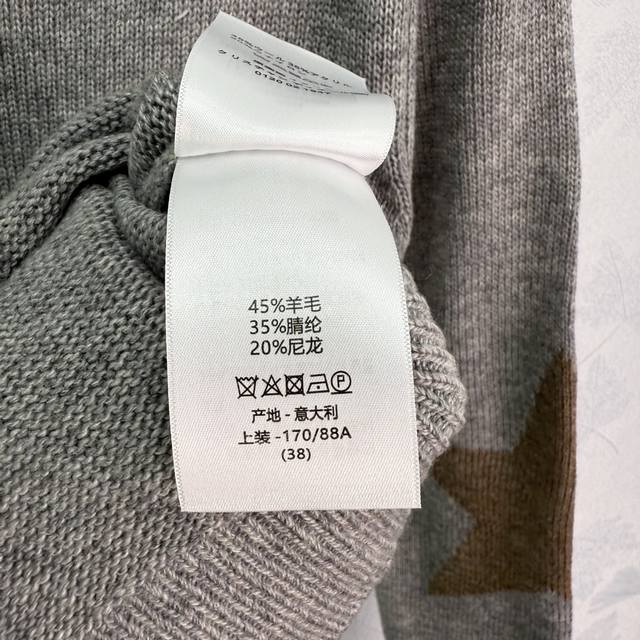 45%羊毛
35%腈纶
20%尼龙
P
产地 - 意大利
上装 -170/88A
(38)